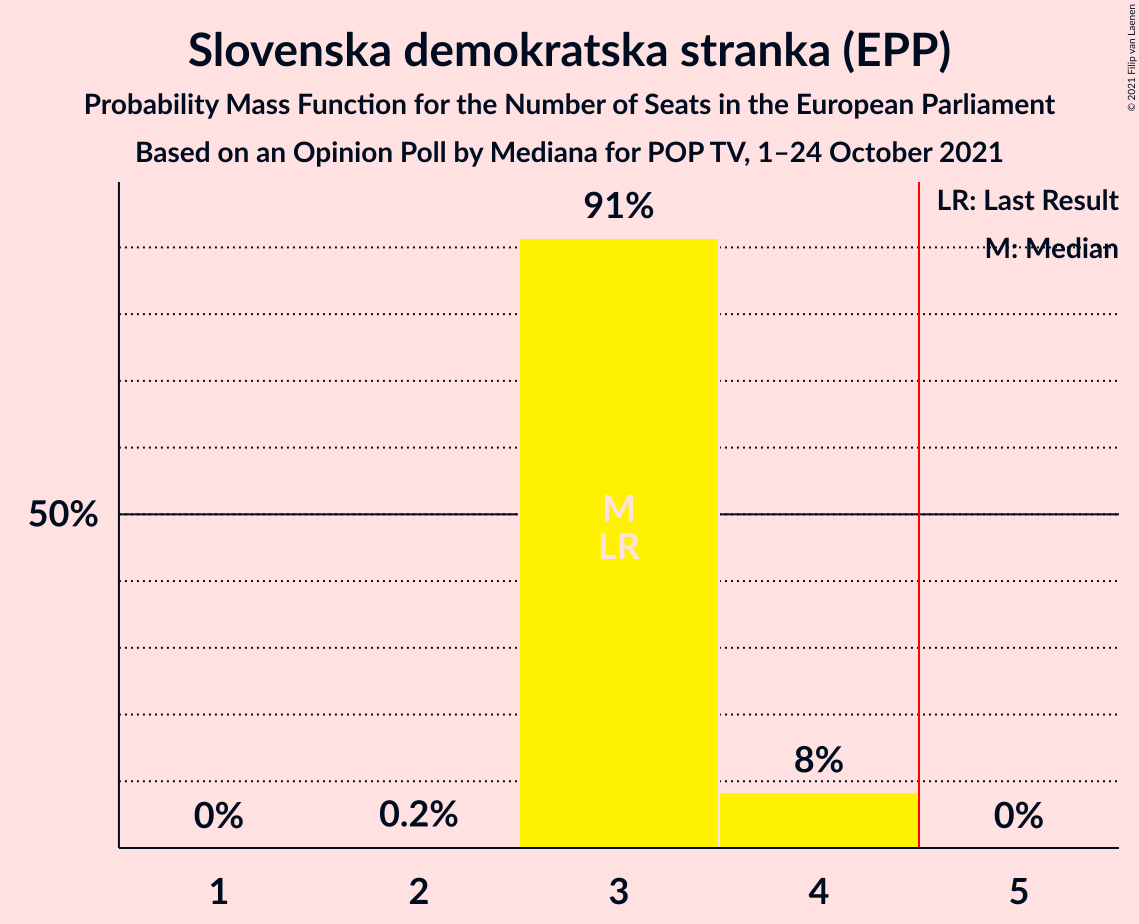 Slovenska demokratska stranka (EPP)
Probability Mass Function for the Number of Seats in the European Parliament
Based on an Opinion Poll by Mediana for POP TV, 1–24 October 2021
© 2021 Filip van Laenen
LR: Last Result
M: Median
91%
50%
M
LR
8%
0%
0.2%
0%
1
2
3
4
5